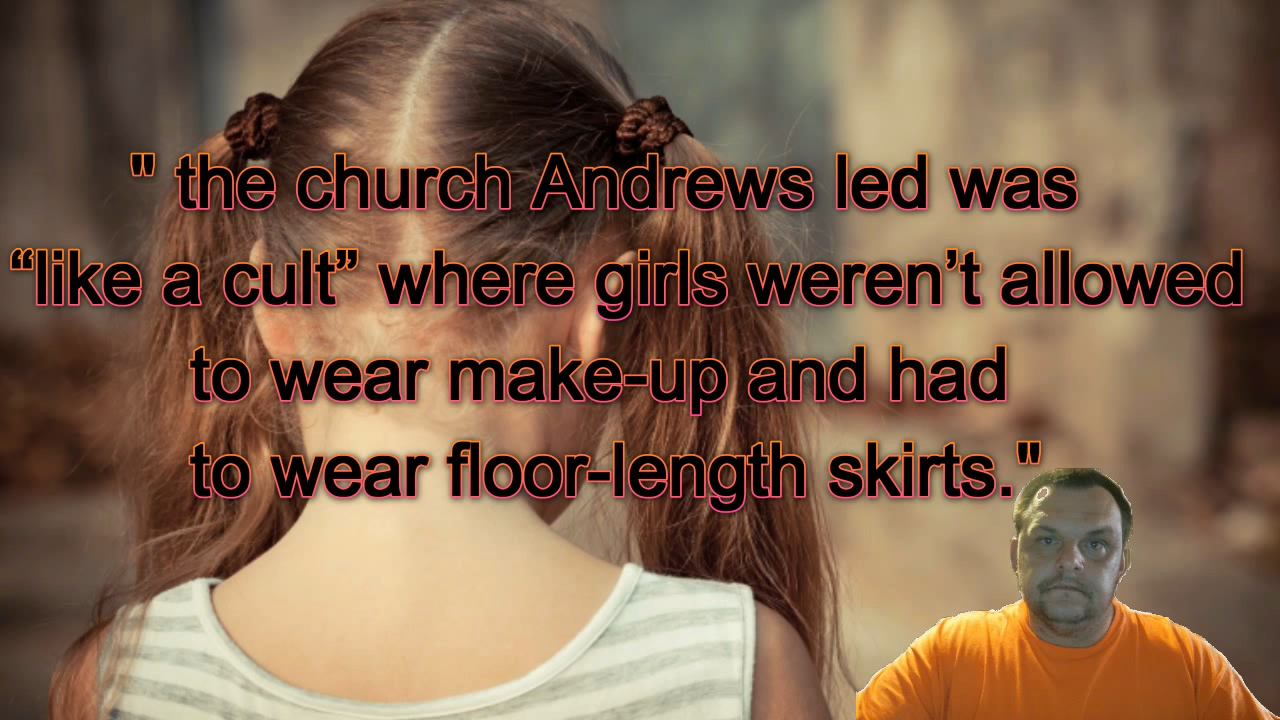 " the church Andrews led was
“like a cult” where girls weren’t allowed
to wear make-up and had
to wear floor-length skirts."